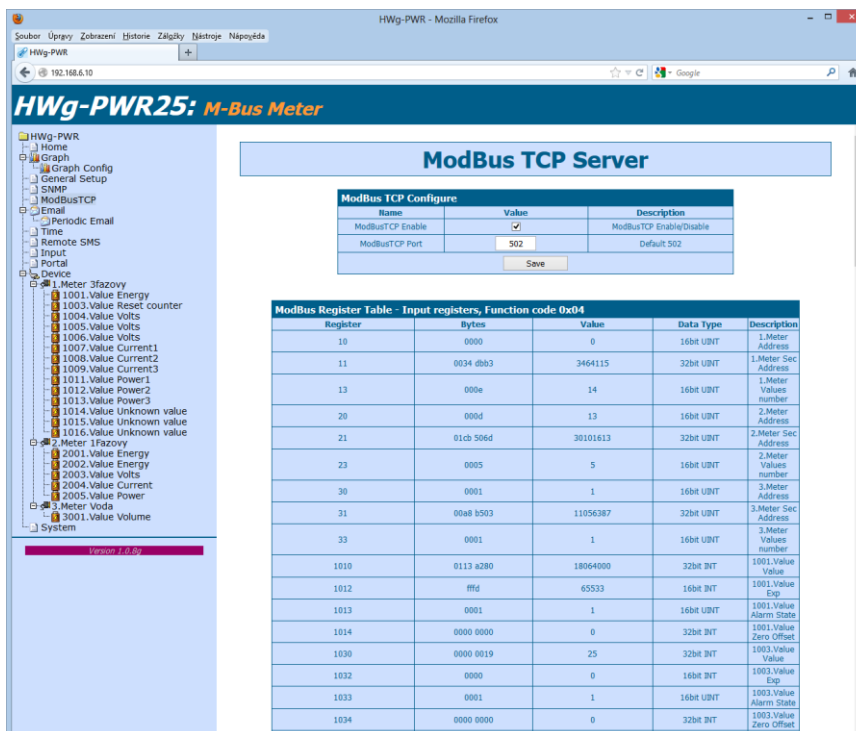 HWg-PWR - Mozilla Firefox
Soubor Úpravy Zobrazení Historie Záložky Nástroje Nápověda
HWg-PWR
192.168.6.10
Google
HWg-PWR25: M-Bus Meter
HWg-PWR
Home
Graph
Graph Config
General Setup
SNMP
ModBusTCP
Email
Periodic Email
Time
Remote SMS
Input
Portal
Device
1.Meter 3fazovy
1001.Value Energy
1003.Value Reset counter
1004.Value Volts
1005.Value Volts
1006.Value Volts
1007.Value Current1
1008.Value Current2
1009.Value Current3
1011.Value Power1
1012.Value Power2
1013.Value Power3
1014.Value Unknown value
1015.Value Unknown value
1016.Value Unknown value
2.Meter 1Fazovy
2001.Value Energy
2002.Value Energy
2003.Value Volts
2004.Value Current
2005.Value Power
3.Meter Voda
3001.Value Volume
System
Version 1.0.8g
ModBus TCP Server
ModBus TCP Configure
Name Value Description
ModBusTCP Enable ModBusTCP Enable/Disable
ModBusTCP Port 502 Default 502
Save
ModBus Register Table - Input registers, Function code 0x04
Register Bytes Value Data Type Description
10 0000 0 16bit UINT 1.Meter
Address
11 0034 dbb3 3464115 32bit UINT 1.Meter Sec
Address
13 000e 14 16bit UINT 1.Meter
Values
number
20 000d 13 16bit UINT 2.Meter
Address
21 01cb 506d 30101613 32bit UINT 2.Meter Sec
Address
23 0005 5 16bit UINT 2.Meter
Values
number
30 0001 1 16bit UINT 3.Meter
Address
31 00a8 b503 11056387 32bit UINT 3.Meter Sec
Address
33 0001 1 16bit UINT 3.Meter
Values
number
1010 0113 a280 18064000 32bit INT 1001.Value
Value
1012 fffd 65533 16bit INT 1001.Value
Exp
1013 0001 1 16bit UINT 1001.Value
Alarm State
1014 0000 0000 0 32bit INT 1001.Value
Zero Offset
1030 0000 0019 25 32bit INT 1003.Value
Value
1032 0000 0 16bit INT 1003.Value
Exp
1033 0001 1 16bit UINT 1003.Value
Alarm State
1034 0000 0000 0 32bit INT 1003.Value
Zero Offset